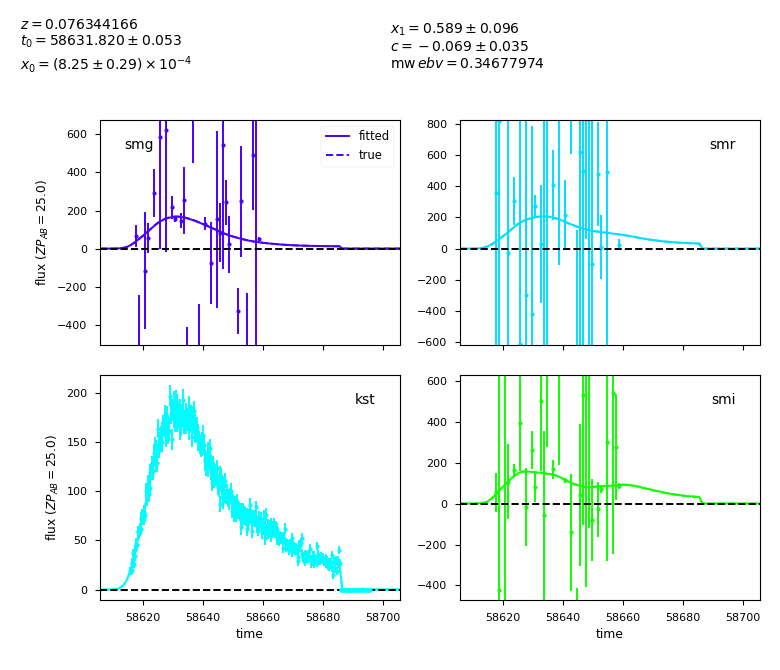 z = 0.076344166
t₀ = 58631.820 ± 0.053
x₀ = (8.25 ± 0.29) × 10⁻⁴
x₁ = 0.589 ± 0.096
c = −0.069 ± 0.035
mw ebv = 0.34677974
600
400
200
0
−200
−400
flux (ZP_AB = 25.0)
smg
fitted
true
800
600
400
200
0
−200
−400
−600
smr
200
150
100
50
0
flux (ZP_AB = 25.0)
kst
58620
58640
58660
58680
58700
time
600
400
200
0
−200
−400
smi
58620
58640
58660
58680
58700
time